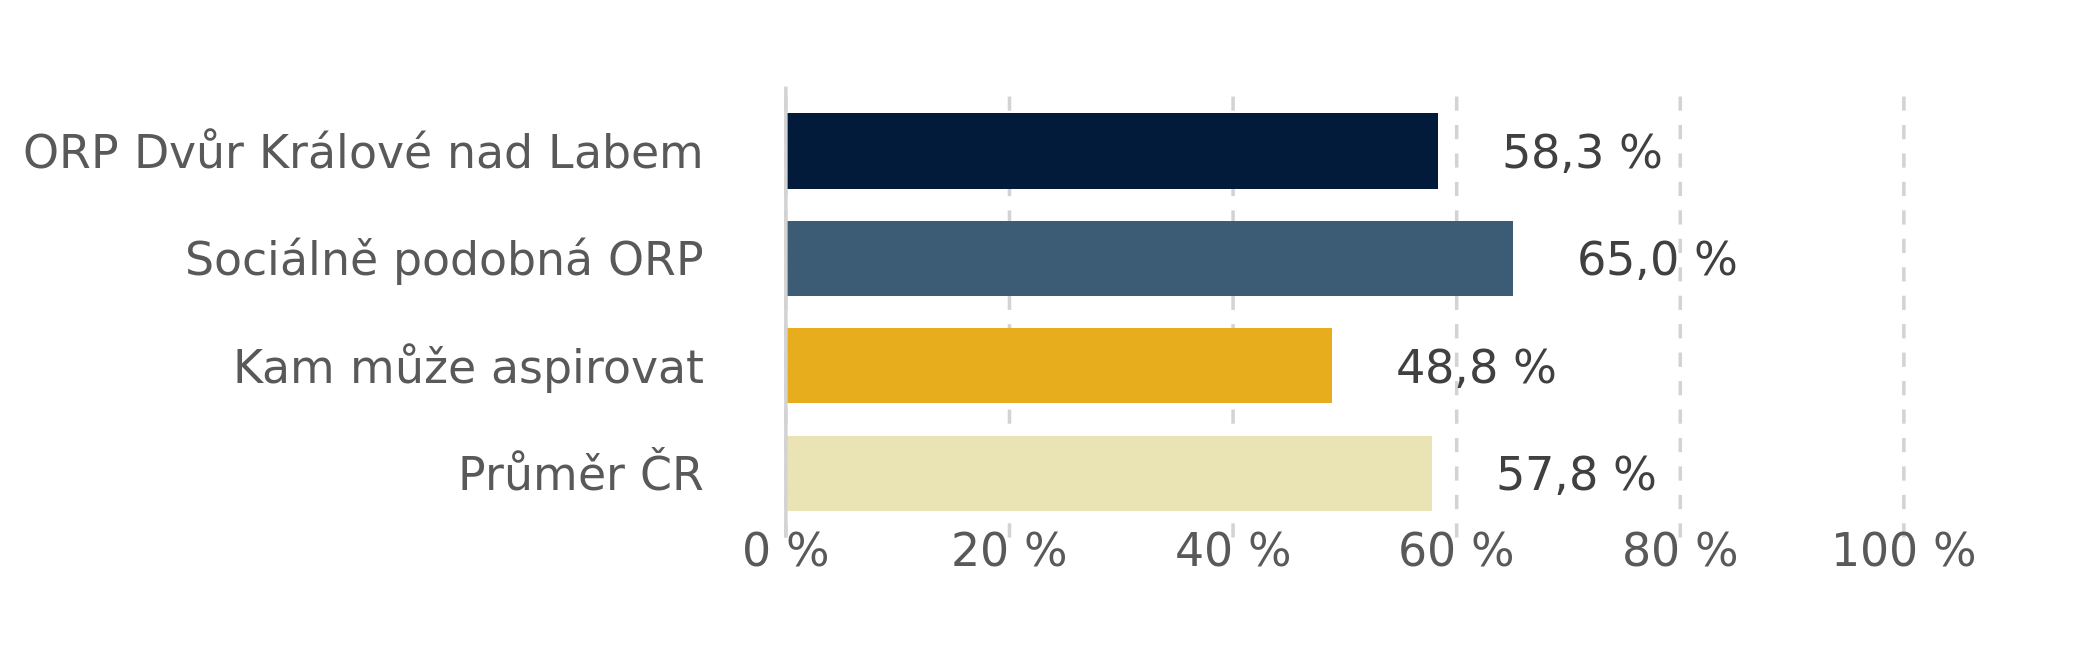 ORP Dvůr Králové nad Labem 58,3 %
Sociálně podobná ORP 65,0 %
Kam může aspirovat 48,8 %
Průměr ČR 57,8 %
0 % 20 % 40 % 60 % 80 % 100 %